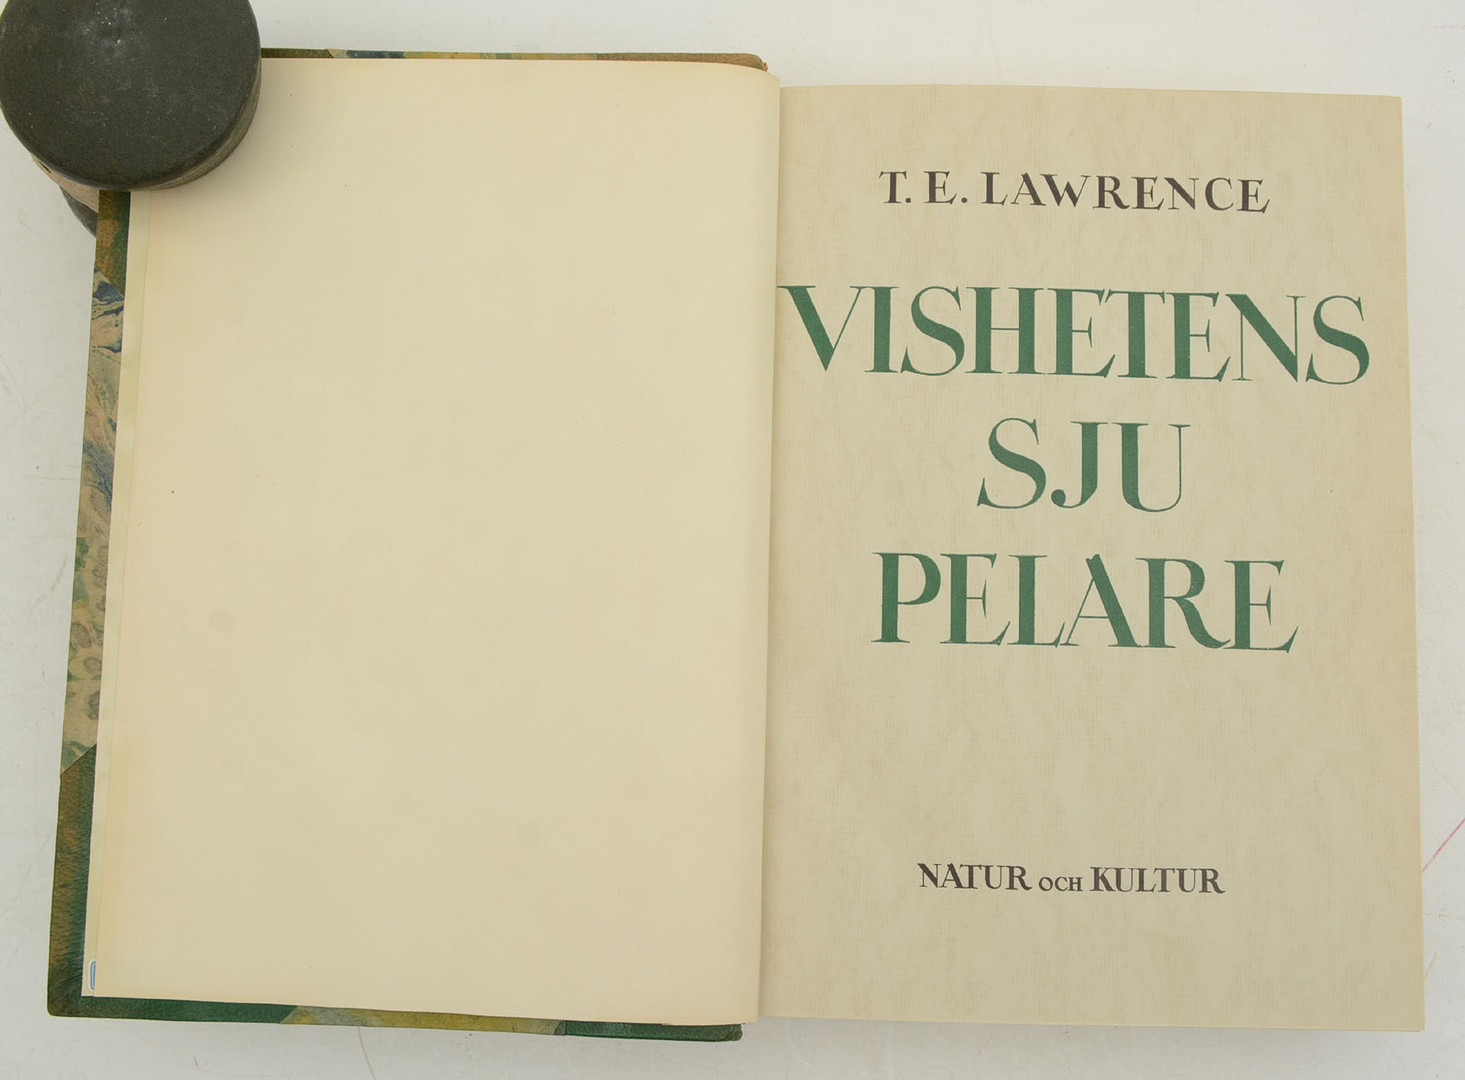 T. E. LAWRENCE
VISHETENS
SJU
PELARE
NATUR OCH KULTUR